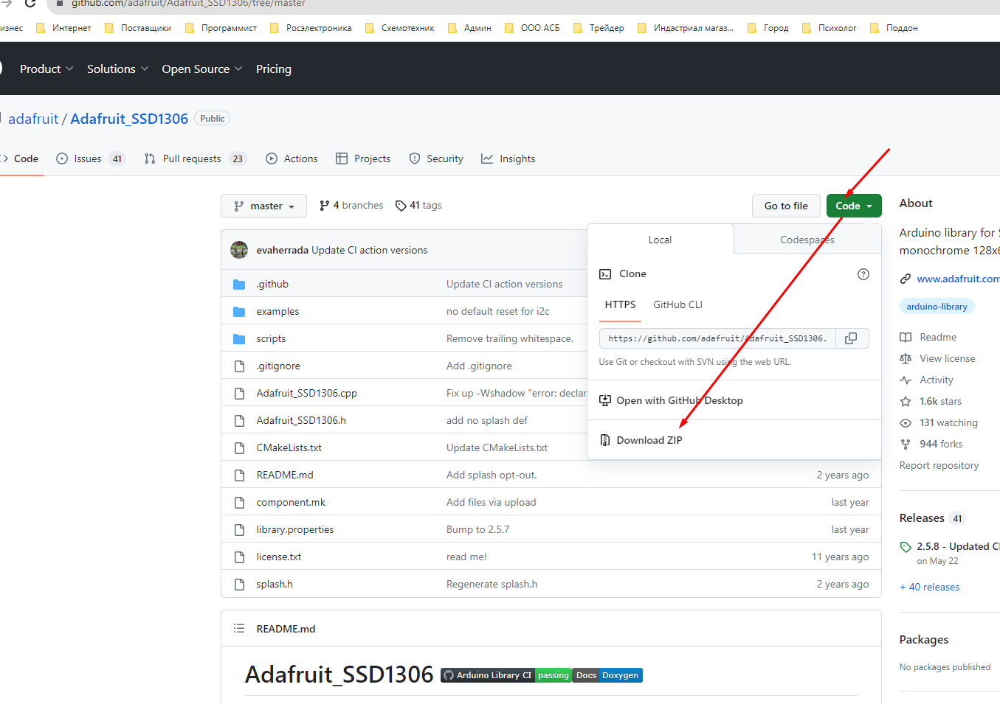 github.com/adafruit/Adafruit_SSD1306/tree/master
изнес Интернет Поставщики Программист Росэлектроника Схемотехник Админ ООО АСБ Трейдер Индастриал магаз... Город Психолог Поддон
Product Solutions Open Source Pricing
adafruit / Adafruit_SSD1306 Public
Code Issues 41 Pull requests 23 Actions Projects Security Insights
master 4 branches 41 tags Go to file Code
Local Codespaces
Clone
HTTPS GitHub CLI
https://github.com/adafruit/Adafruit_SSD1306.
Use Git or checkout with SVN using the web URL.
Open with GitHub Desktop
Download ZIP
evaherrada Update CI action versions
.github Update CI action versions
examples no default reset for i2c
scripts Remove trailing whitespace.
.gitignore Add .gitignore
Adafruit_SSD1306.cpp Fix up -Wshadow "error: declar
Adafruit_SSD1306.h add no splash def
CMakeLists.txt Update CMakeLists.txt
README.md Add splash opt-out. 2 years ago
component.mk Add files via upload last year
library.properties Bump to 2.5.7 last year
license.txt read me! 11 years ago
splash.h Regenerate splash.h 2 years ago
README.md
Adafruit_SSD1306 Arduino Library CI passing Docs Doxygen
About
Arduino library for S
monochrome 128x6
www.adafruit.com
arduino-library
Readme
View license
Activity
1.6k stars
131 watching
944 forks
Report repository
Releases 41
2.5.8 - Updated CI
on May 22
+ 40 releases
Packages
No packages published